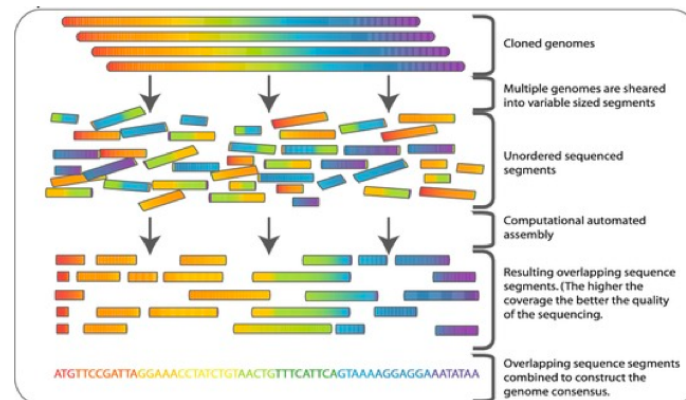 Cloned genomes
Multiple genomes are sheared
into variable sized segments
Unordered sequenced
segments
Computational automated
assembly
Resulting overlapping sequence
segments. (The higher the
coverage the better the quality
of the sequencing.
ATGTTCCGATTAGGAAACCTATCTGTAACTGTTTCATTCAGTAAAAGGAGGAAATATAA
Overlapping sequence segments
combined to construct the
genome consensus.